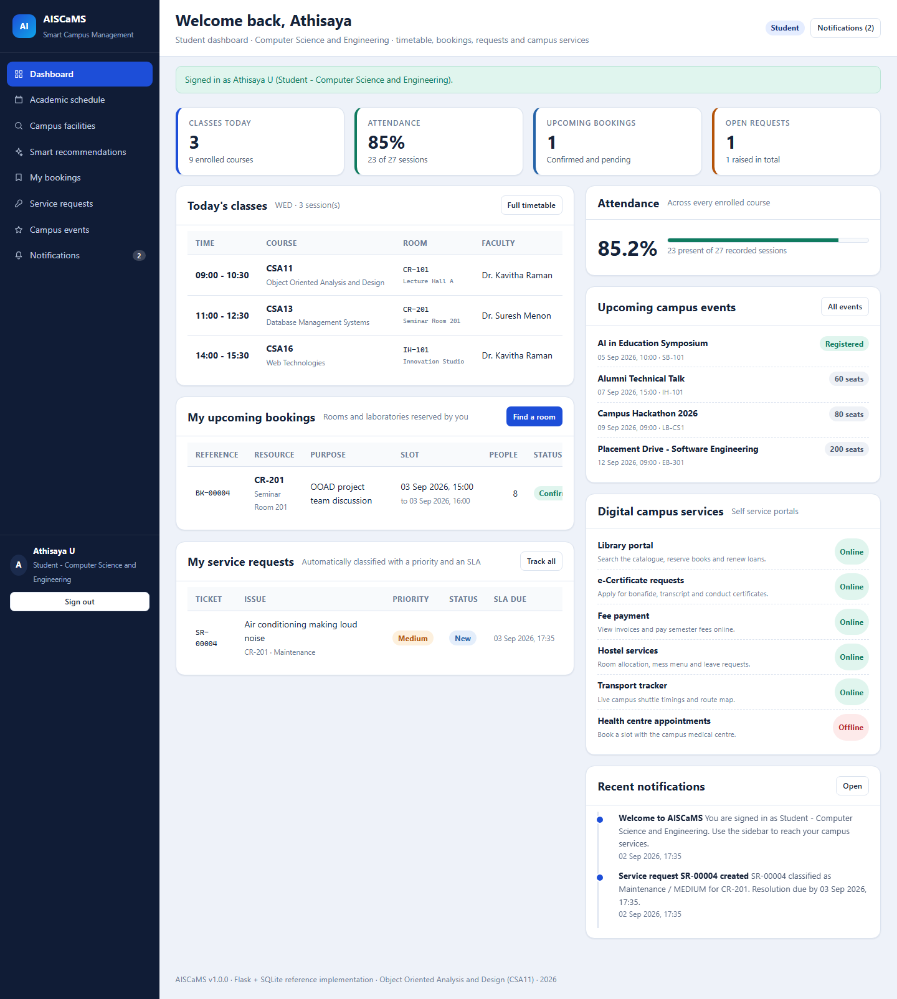 AI
AISCaMS
Smart Campus Management
Dashboard
Academic schedule
Campus facilities
Smart recommendations
My bookings
Service requests
Campus events
Notifications 2
A
Athisaya U
Student - Computer Science and
Engineering
Sign out
Welcome back, Athisaya
Student dashboard · Computer Science and Engineering · timetable, bookings, requests and campus services
Student
Notifications (2)
Signed in as Athisaya U (Student - Computer Science and Engineering).
CLASSES TODAY
3
9 enrolled courses
ATTENDANCE
85%
23 of 27 sessions
UPCOMING BOOKINGS
1
Confirmed and pending
OPEN REQUESTS
1
1 raised in total
Today's classes WED · 3 session(s) Full timetable
TIME COURSE ROOM FACULTY
09:00 - 10:30
CSA11
Object Oriented Analysis and Design
CR-101
Lecture Hall A
Dr. Kavitha Raman
11:00 - 12:30
CSA13
Database Management Systems
CR-201
Seminar Room 201
Dr. Suresh Menon
14:00 - 15:30
CSA16
Web Technologies
IH-101
Innovation Studio
Dr. Kavitha Raman
My upcoming bookings Rooms and laboratories reserved by you Find a room
REFERENCE RESOURCE PURPOSE SLOT PEOPLE STATUS
BK-00004
CR-201
Seminar
Room 201
OOAD project
team discussion
03 Sep 2026, 15:00
to 03 Sep 2026, 16:00
8
Confir
My service requests Automatically classified with a priority and an SLA Track all
TICKET ISSUE PRIORITY STATUS SLA DUE
SR-
00004
Air conditioning making loud
noise
CR-201 · Maintenance
Medium
New
03 Sep 2026, 17:35
Attendance Across every enrolled course
85.2%
23 present of 27 recorded sessions
Upcoming campus events All events
AI in Education Symposium
05 Sep 2026, 10:00 · SB-101
Registered
Alumni Technical Talk
07 Sep 2026, 15:00 · IH-101
60 seats
Campus Hackathon 2026
09 Sep 2026, 09:00 · LB-CS1
80 seats
Placement Drive - Software Engineering
12 Sep 2026, 09:00 · EB-301
200 seats
Digital campus services Self service portals
Library portal
Search the catalogue, reserve books and renew loans.
Online
e-Certificate requests
Apply for bonafide, transcript and conduct certificates.
Online
Fee payment
View invoices and pay semester fees online.
Online
Hostel services
Room allocation, mess menu and leave requests.
Online
Transport tracker
Live campus shuttle timings and route map.
Online
Health centre appointments
Book a slot with the campus medical centre.
Offline
Recent notifications Open
Welcome to AISCaMS You are signed in as Student - Computer
Science and Engineering. Use the sidebar to reach your campus
services.
02 Sep 2026, 17:35
Service request SR-00004 created SR-00004 classified as
Maintenance / MEDIUM for CR-201. Resolution due by 03 Sep 2026,
17:35.
02 Sep 2026, 17:35
AISCaMS v1.0.0 · Flask + SQLite reference implementation · Object Oriented Analysis and Design (CSA11) · 2026